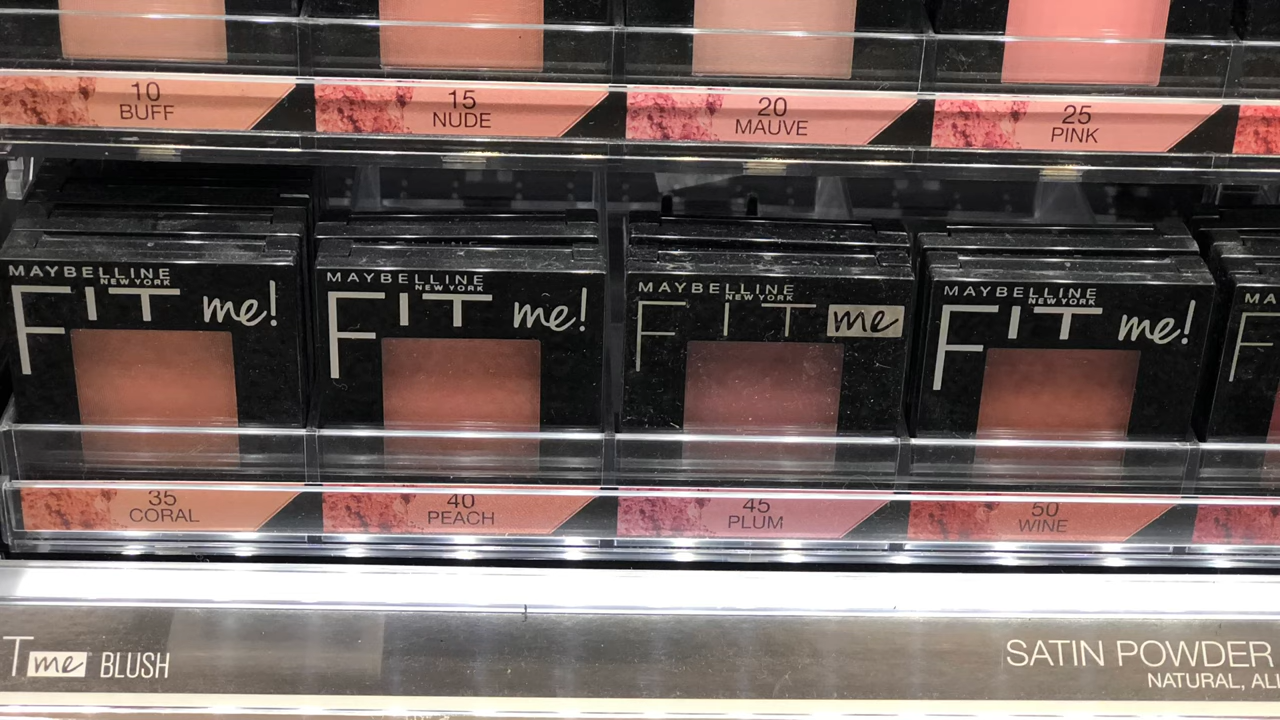 10
BUFF
15
NUDE
20
MAUVE
25
PINK
MAYBELLINE
NEW YORK
FIT me!
MAYBELLINE
NEW YORK
FIT me!
MAYBELLINE
NEW YORK
FIT me
MAYBELLINE
NEW YORK
FIT me!
MA
F
35
CORAL
40
PEACH
45
PLUM
50
WINE
T me BLUSH
SATIN POWDER
NATURAL, ALL